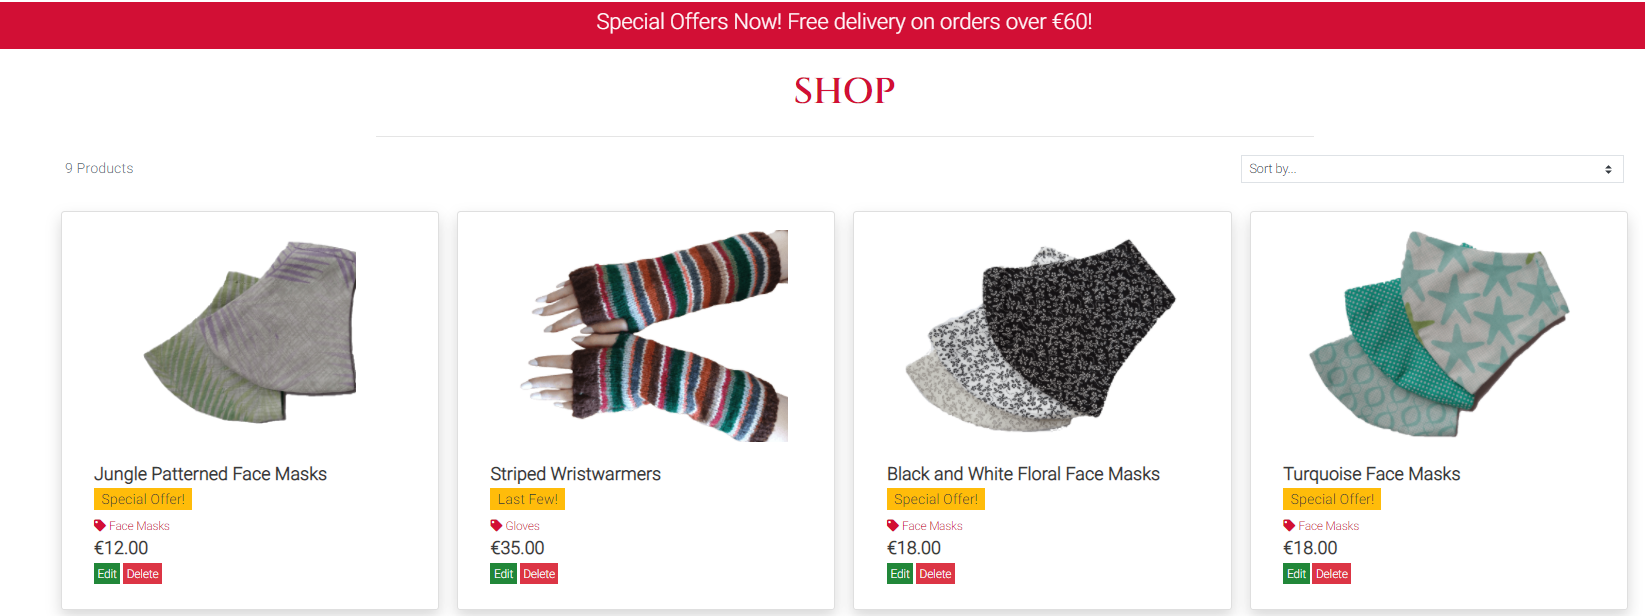 Special Offers Now! Free delivery on orders over €60!
SHOP
9 Products
Sort by...
Jungle Patterned Face Masks
Special Offer!
Face Masks
€12.00
Edit Delete
Striped Wristwarmers
Last Few!
Gloves
€35.00
Edit Delete
Black and White Floral Face Masks
Special Offer!
Face Masks
€18.00
Edit Delete
Turquoise Face Masks
Special Offer!
Face Masks
€18.00
Edit Delete